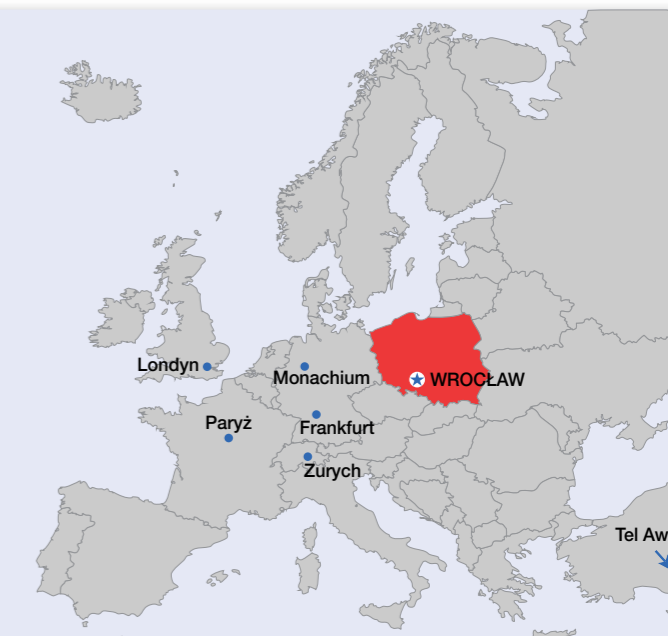 Londyn
Monachium
WROCŁAW
Paryż
Frankfurt
Zurych
Tel Aw